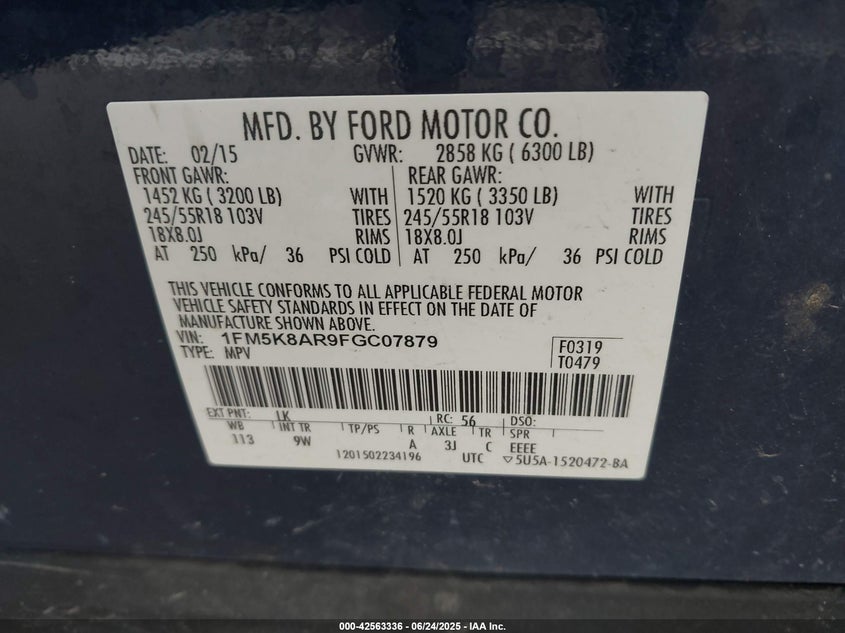 MFD. BY FORD MOTOR CO.
DATE: 02/15 GVWR: 2858 KG ( 6300 LB)
FRONT GAWR: REAR GAWR:
1452 KG ( 3200 LB) WITH 1520 KG ( 3350 LB) WITH
245/55R18 103V TIRES 245/55R18 103V TIRES
18X8.0J RIMS 18X8.0J RIMS
AT 250 kPa/ 36 PSI COLD AT 250 kPa/ 36 PSI COLD
THIS VEHICLE CONFORMS TO ALL APPLICABLE FEDERAL MOTOR
VEHICLE SAFETY STANDARDS IN EFFECT ON THE DATE OF
MANUFACTURE SHOWN ABOVE.
VIN: 1FM5K8AR9FGC07879
TYPE: MPV
F0319
T0479
EXT PNT: LK RC: 56 DSO:
WB INT TR TP/PS R AXLE TR SPR
113 9W A 3J C EEEE
1201502234196 UTC ▽5U5A-1520472-BA
000-42563336 - 06/24/2025 - IAA Inc.